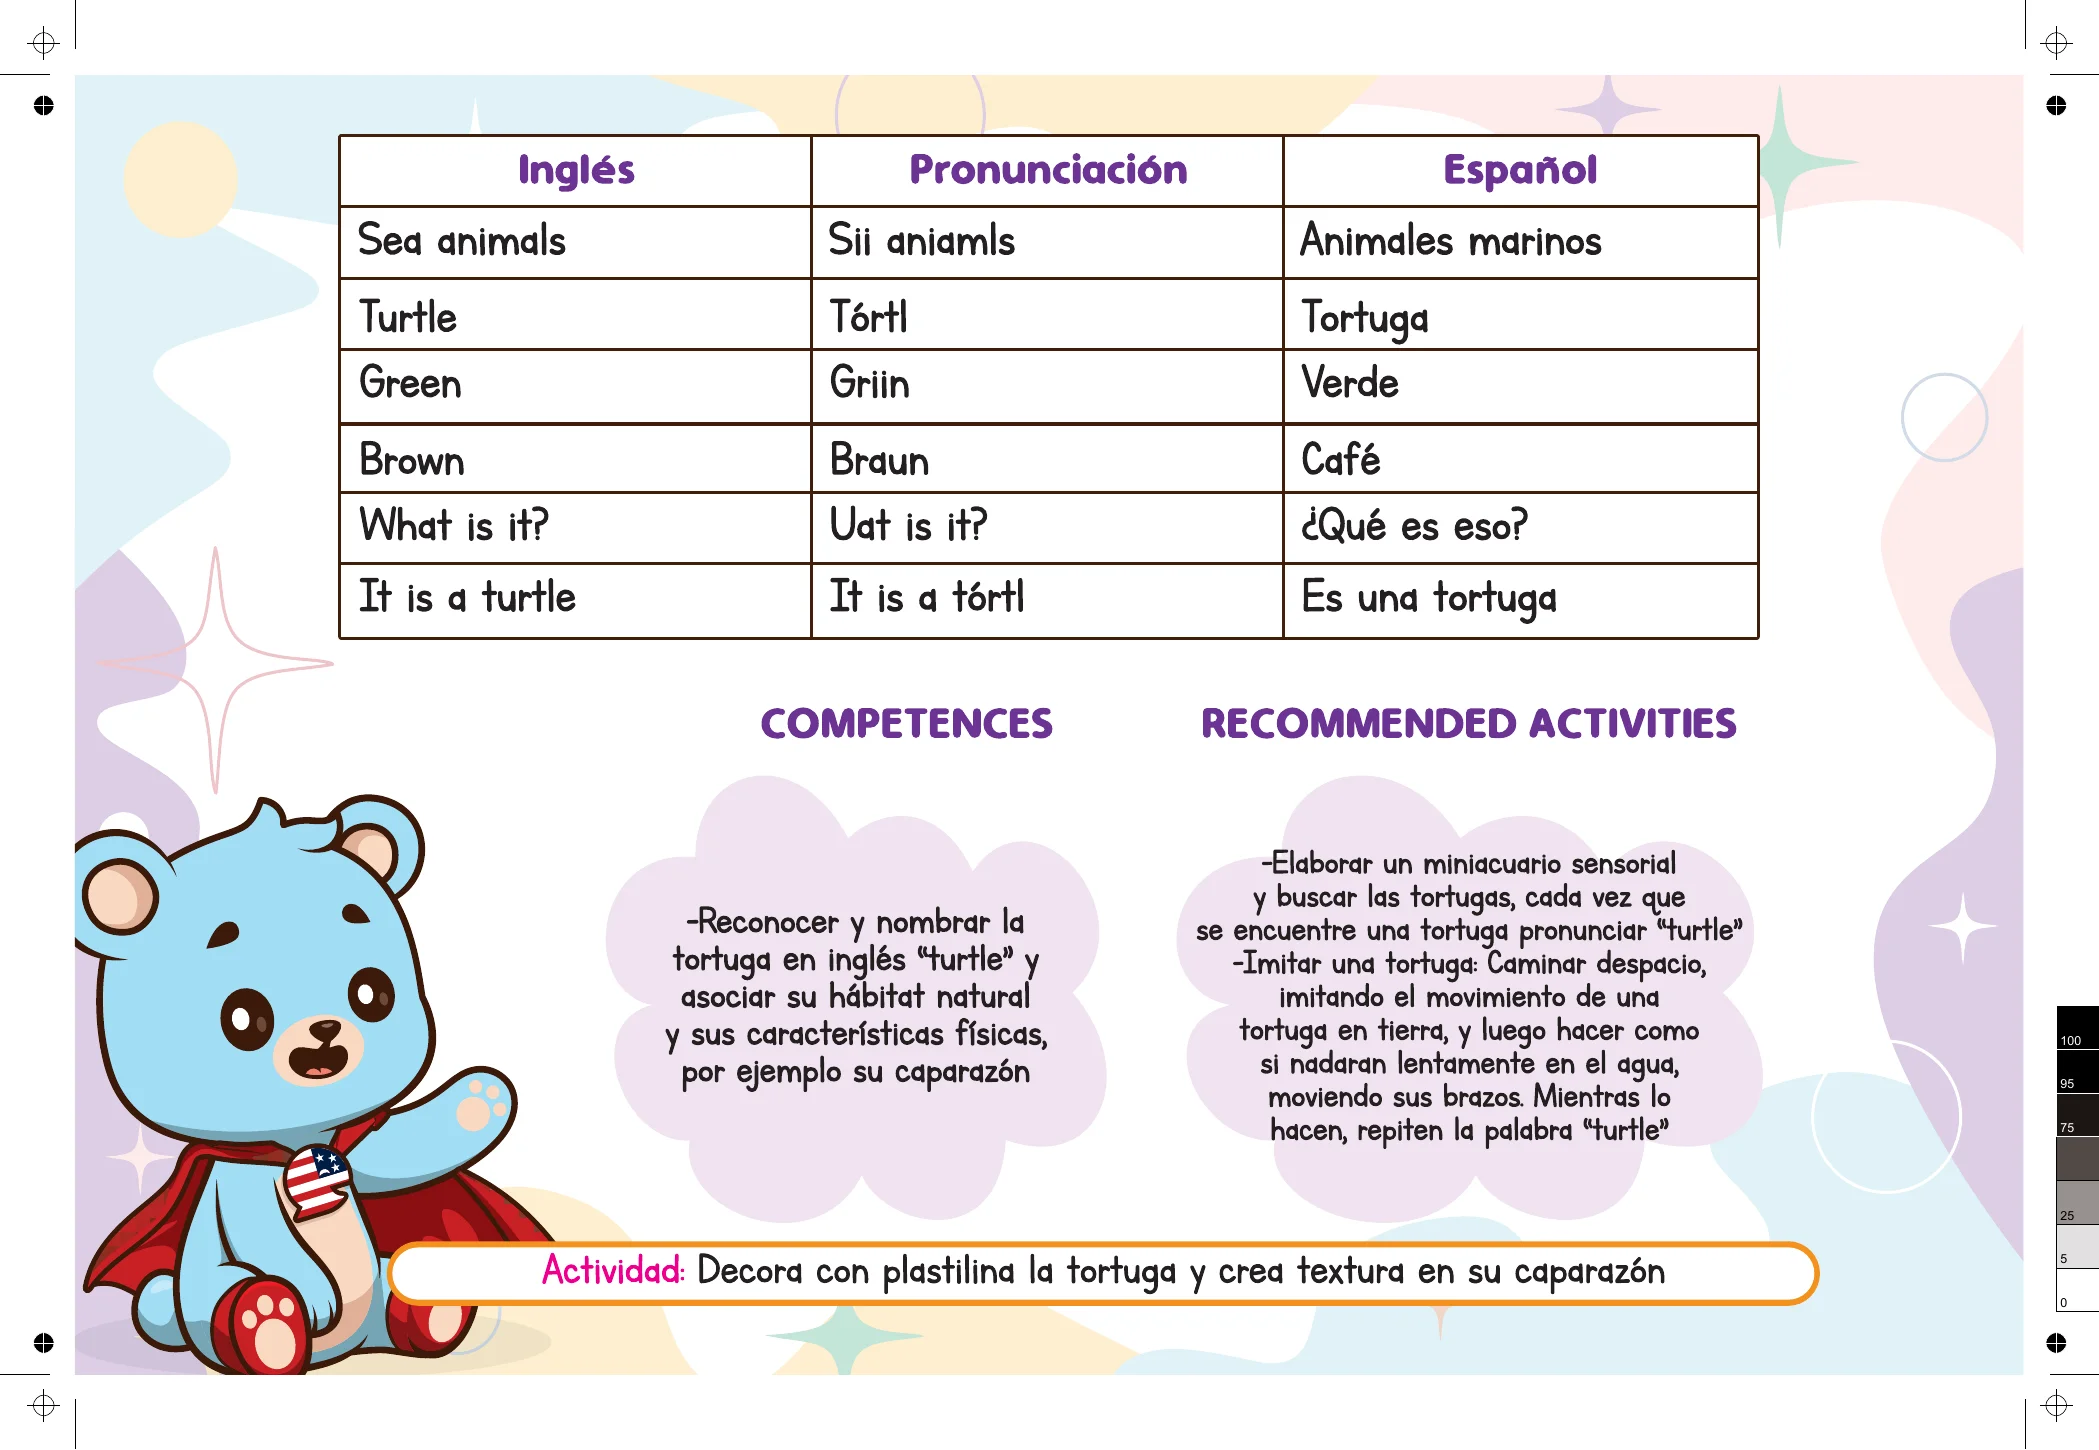 Inglés Pronunciación Español
Sea animals Sii aniamls Animales marinos
Turtle Tórtl Tortuga
Green Griin Verde
Brown Braun Café
What is it? Uat is it? ¿Qué es eso?
It is a turtle It is a tórtl Es una tortuga
COMPETENCES
-Reconocer y nombrar la
tortuga en inglés “turtle” y
asociar su hábitat natural
y sus características físicas,
por ejemplo su caparazón
RECOMMENDED ACTIVITIES
-Elaborar un miniacuario sensorial
y buscar las tortugas, cada vez que
se encuentre una tortuga pronunciar “turtle”
-Imitar una tortuga: Caminar despacio,
imitando el movimiento de una
tortuga en tierra, y luego hacer como
si nadaran lentamente en el agua,
moviendo sus brazos. Mientras lo
hacen, repiten la palabra “turtle”
Actividad: Decora con plastilina la tortuga y crea textura en su caparazón
100
95
75
25
5
0